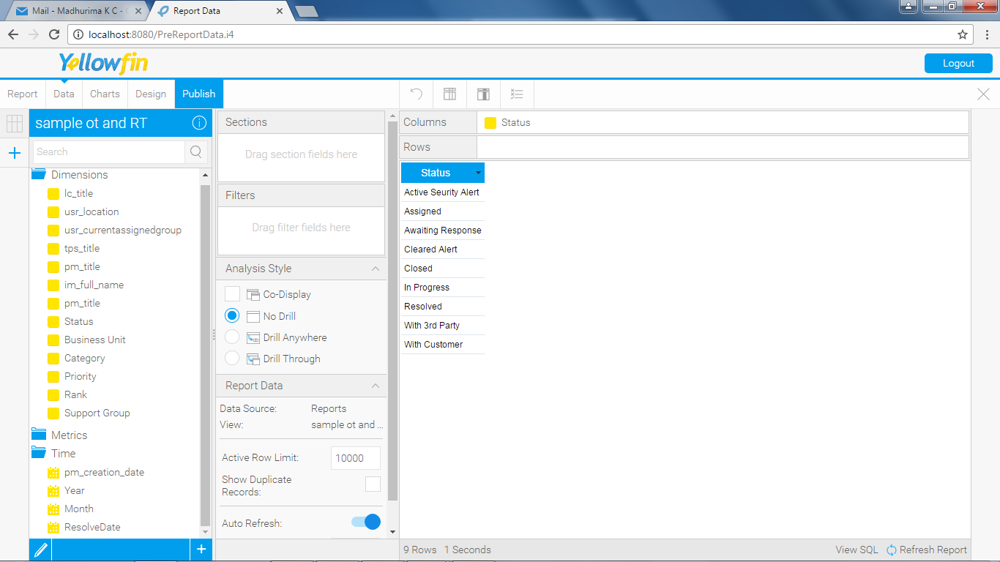 Mail - Madhurima K C -
Report Data
localhost:8080/PreReportData.i4
Yellowfin
Logout
Report
Data
Charts
Design
Publish
sample ot and RT
Search
Dimensions
lc_title
usr_location
usr_currentassignedgroup
tps_title
pm_title
im_full_name
pm_title
Status
Business Unit
Category
Priority
Rank
Support Group
Metrics
Time
pm_creation_date
Year
Month
ResolveDate
Sections
Drag section fields here
Filters
Drag filter fields here
Analysis Style
Co-Display
No Drill
Drill Anywhere
Drill Through
Report Data
Data Source: Reports
View: sample ot and ...
Active Row Limit: 10000
Show Duplicate
Records:
Auto Refresh:
Columns
Status
Rows
Status
Active Seurity Alert
Assigned
Awaiting Response
Cleared Alert
Closed
In Progress
Resolved
With 3rd Party
With Customer
9 Rows 1 Seconds
View SQL
Refresh Report